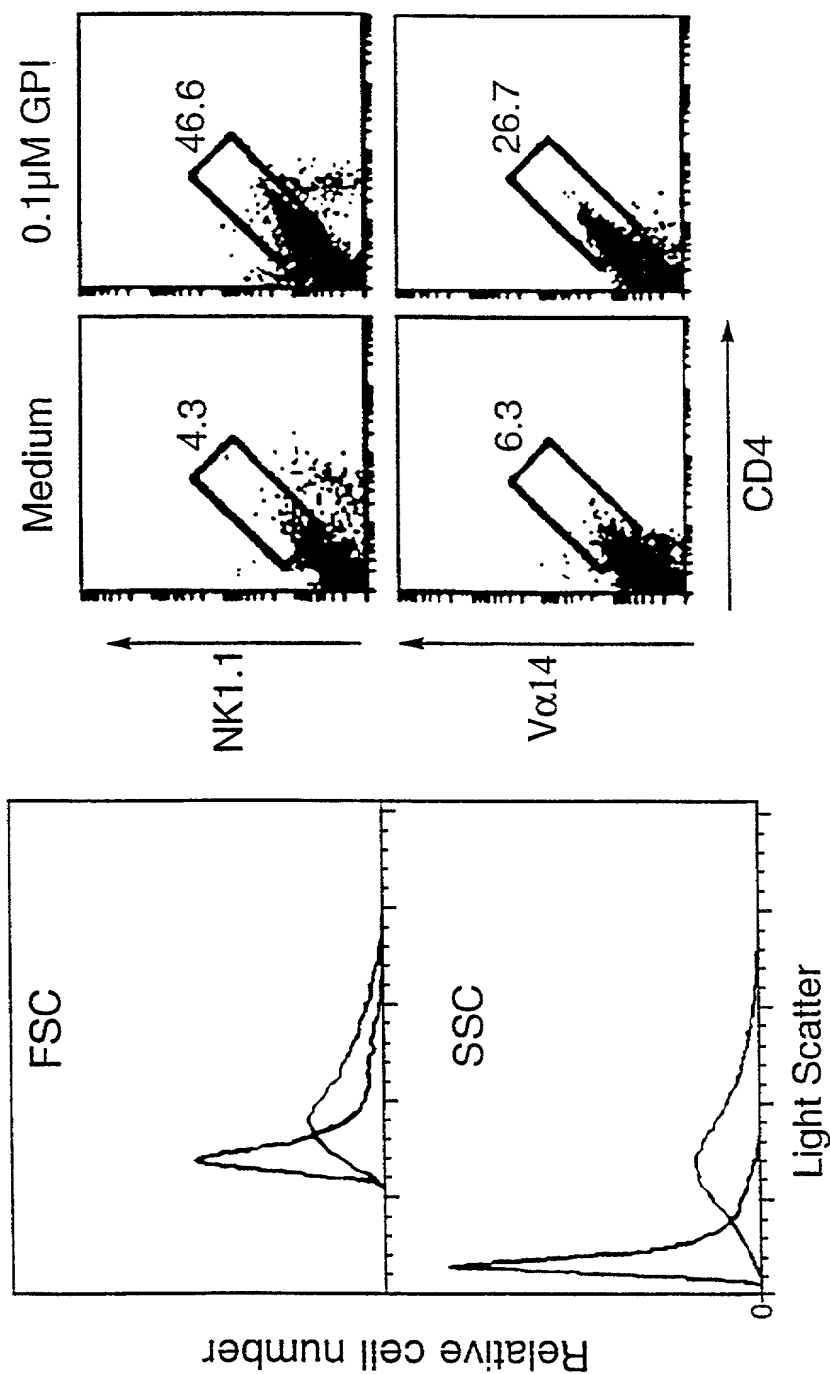 FSC
SSC
0
Light Scatter
Relative cell number
Medium
0.1μM GPI
NK1.1
4.3
46.6
Vα14
6.3
26.7
CD4